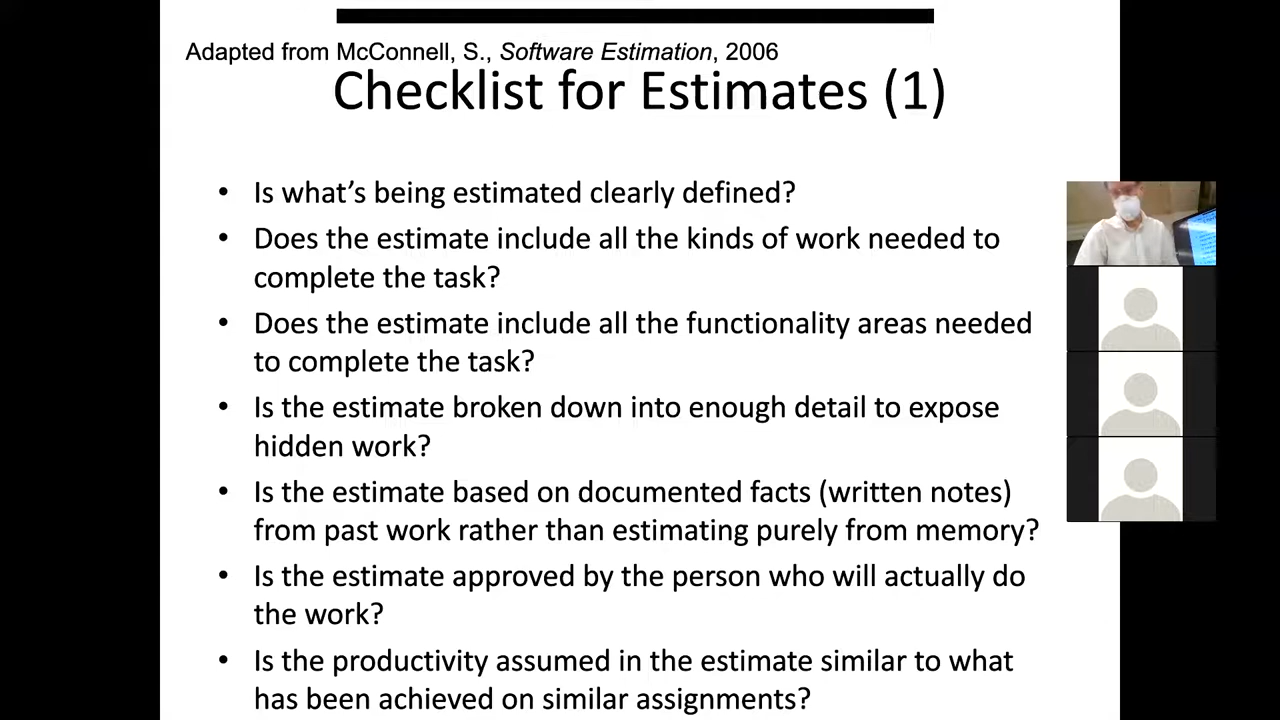 Adapted from McConnell, S., Software Estimation, 2006
Checklist for Estimates (1)
• Is what’s being estimated clearly defined?
• Does the estimate include all the kinds of work needed to
complete the task?
• Does the estimate include all the functionality areas needed
to complete the task?
• Is the estimate broken down into enough detail to expose
hidden work?
• Is the estimate based on documented facts (written notes)
from past work rather than estimating purely from memory?
• Is the estimate approved by the person who will actually do
the work?
• Is the productivity assumed in the estimate similar to what
has been achieved on similar assignments?